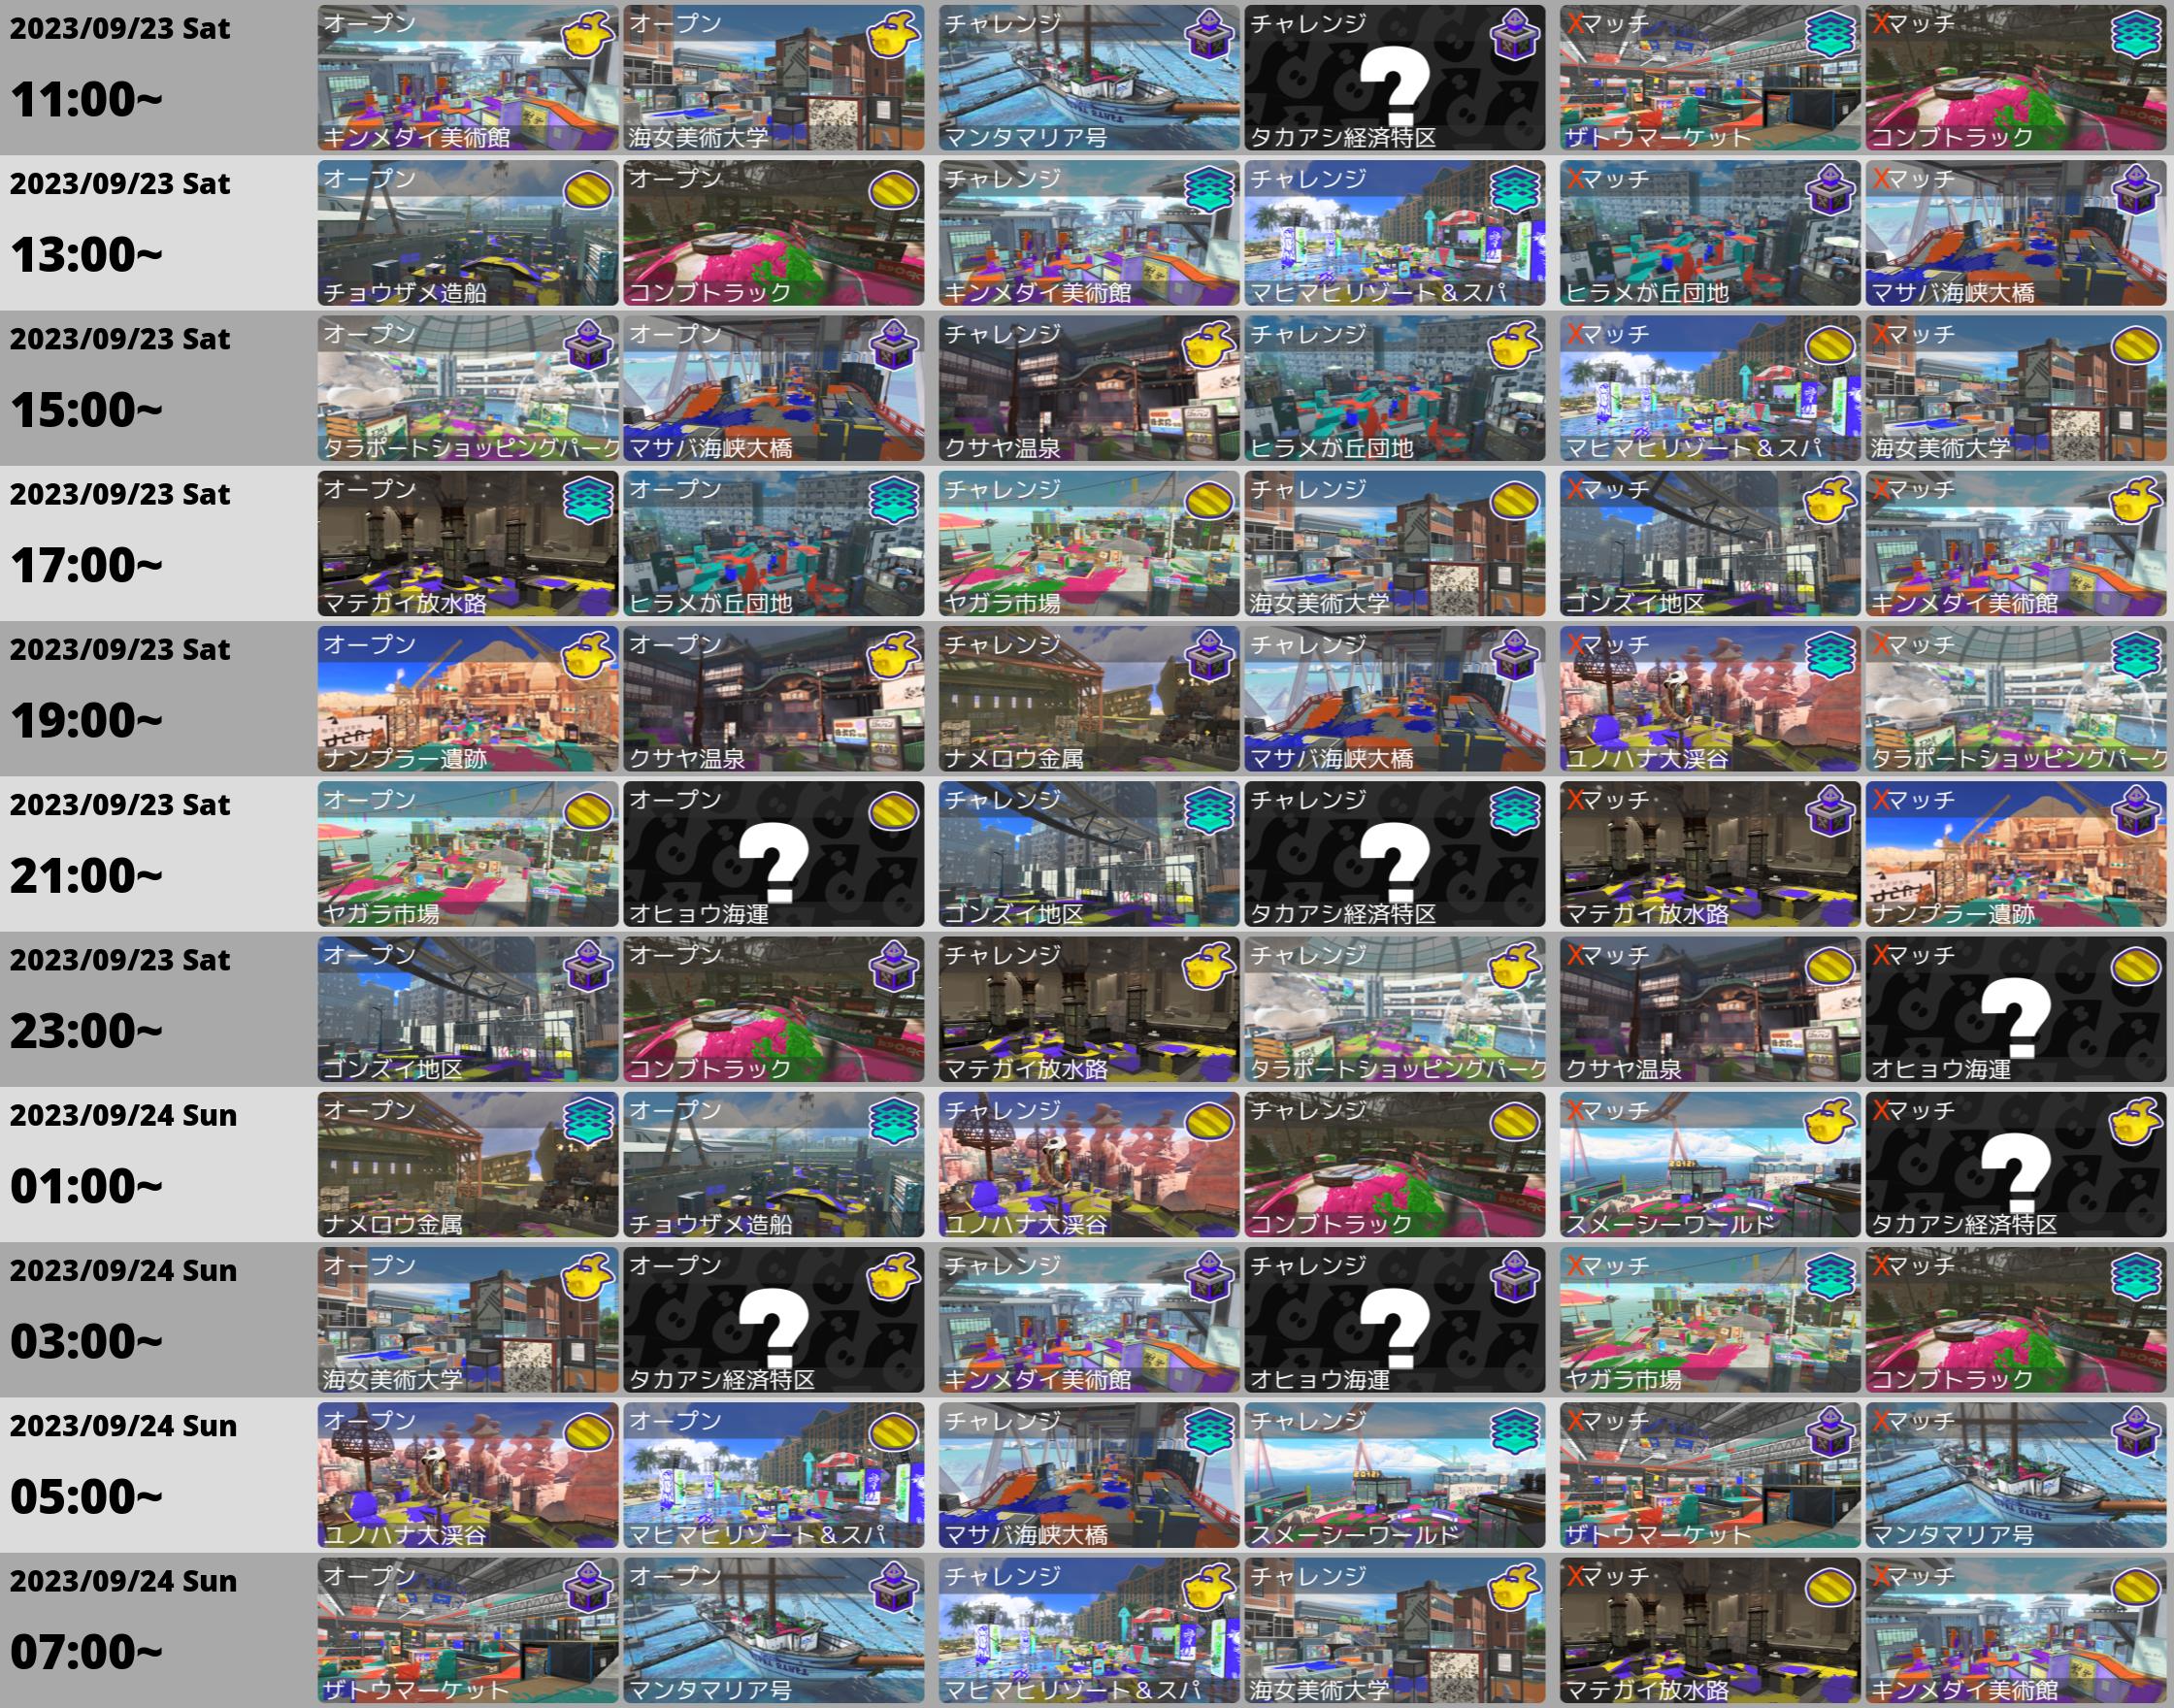 2023/09/23 Sat
11:00~
オープン
キンメダイ美術館
オープン
海女美術大学
チャレンジ
マンタマリア号
チャレンジ
タカアシ経済特区
Xマッチ
ザトウマーケット
Xマッチ
コンブトラック
2023/09/23 Sat
13:00~
オープン
チョウザメ造船
オープン
コンブトラック
チャレンジ
キンメダイ美術館
チャレンジ
マヒマヒリゾート＆スパ
Xマッチ
ヒラメが丘団地
Xマッチ
マサバ海峡大橋
2023/09/23 Sat
15:00~
オープン
タラポートショッピングパーク
オープン
マサバ海峡大橋
チャレンジ
クサヤ温泉
チャレンジ
ヒラメが丘団地
Xマッチ
マヒマヒリゾート＆スパ
Xマッチ
海女美術大学
2023/09/23 Sat
17:00~
オープン
マテガイ放水路
オープン
ヒラメが丘団地
チャレンジ
ヤガラ市場
チャレンジ
海女美術大学
Xマッチ
ゴンズイ地区
Xマッチ
キンメダイ美術館
2023/09/23 Sat
19:00~
オープン
ナンプラー遺跡
オープン
クサヤ温泉
チャレンジ
ナメロウ金属
チャレンジ
マサバ海峡大橋
Xマッチ
ユノハナ大渓谷
Xマッチ
タラポートショッピングパーク
2023/09/23 Sat
21:00~
オープン
ヤガラ市場
オープン
オヒョウ海運
チャレンジ
ゴンズイ地区
チャレンジ
タカアシ経済特区
Xマッチ
マテガイ放水路
Xマッチ
ナンプラー遺跡
2023/09/23 Sat
23:00~
オープン
ゴンズイ地区
オープン
コンブトラック
チャレンジ
マテガイ放水路
チャレンジ
タラポートショッピングパーク
Xマッチ
クサヤ温泉
Xマッチ
オヒョウ海運
2023/09/24 Sun
01:00~
オープン
ナメロウ金属
オープン
チョウザメ造船
チャレンジ
ユノハナ大渓谷
チャレンジ
コンブトラック
Xマッチ
スメーシーワールド
Xマッチ
タカアシ経済特区
2023/09/24 Sun
03:00~
オープン
海女美術大学
オープン
タカアシ経済特区
チャレンジ
キンメダイ美術館
チャレンジ
オヒョウ海運
Xマッチ
ヤガラ市場
Xマッチ
コンブトラック
2023/09/24 Sun
05:00~
オープン
ユノハナ大渓谷
オープン
マヒマヒリゾート＆スパ
チャレンジ
マサバ海峡大橋
チャレンジ
スメーシーワールド
Xマッチ
ザトウマーケット
Xマッチ
マンタマリア号
2023/09/24 Sun
07:00~
オープン
ザトウマーケット
オープン
マンタマリア号
チャレンジ
マヒマヒリゾート＆スパ
チャレンジ
海女美術大学
Xマッチ
マテガイ放水路
Xマッチ
キンメダイ美術館